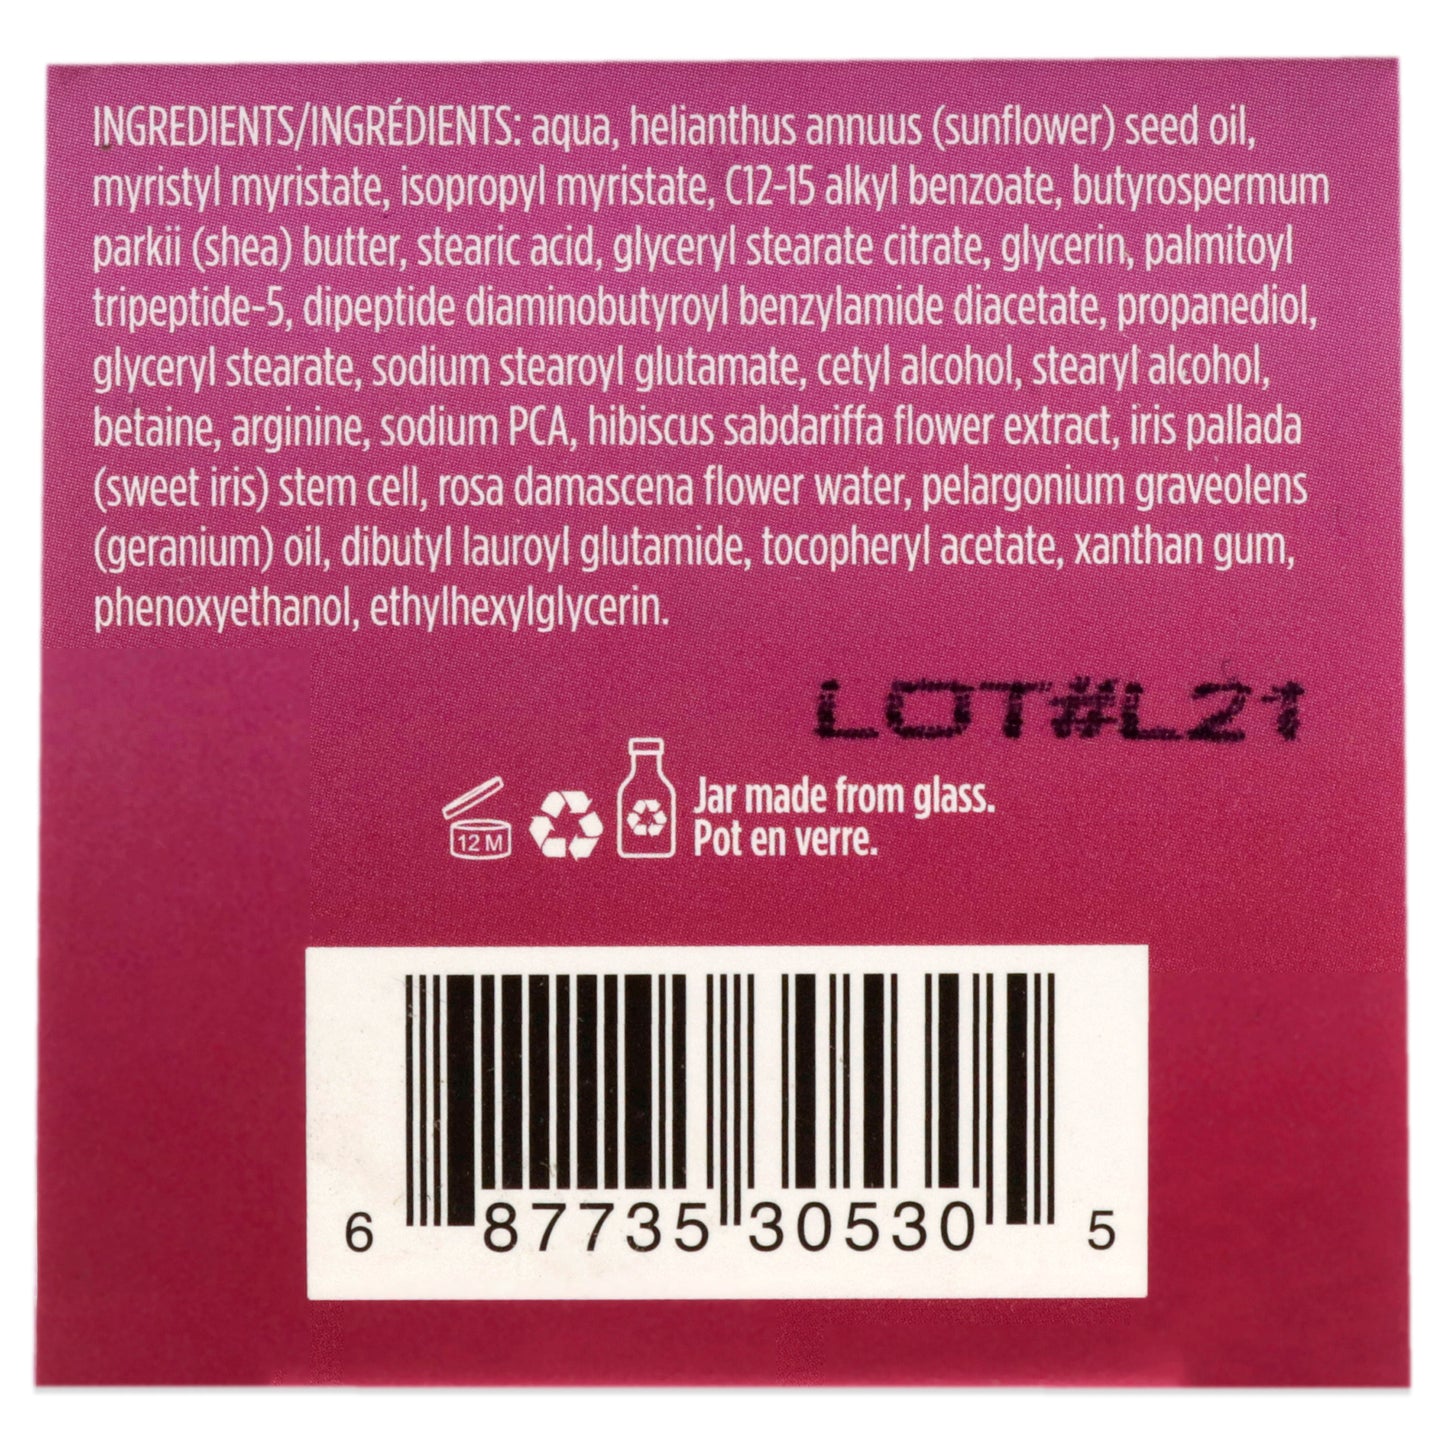 INGREDIENTS/INGRÉDIENTS: aqua, helianthus annuus (sunflower) seed oil,
myristyl myristate, isopropyl myristate, C12-15 alkyl benzoate, butyrospermum
parkii (shea) butter, stearic acid, glyceryl stearate citrate, glycerin, palmitoyl
tripeptide-5, dipeptide diaminobutyroyl benzylamide diacetate, propanediol,
glyceryl stearate, sodium stearoyl glutamate, cetyl alcohol, stearyl alcohol,
betaine, arginine, sodium PCA, hibiscus sabdariffa flower extract, iris pallada
(sweet iris) stem cell, rosa damascena flower water, pelargonium graveolens
(geranium) oil, dibutyl lauroyl glutamide, tocopheryl acetate, xanthan gum,
phenoxyethanol, ethylhexylglycerin.
LOT#L21
Jar made from glass.
12 M Pot en verre.
6 87735 30530 5